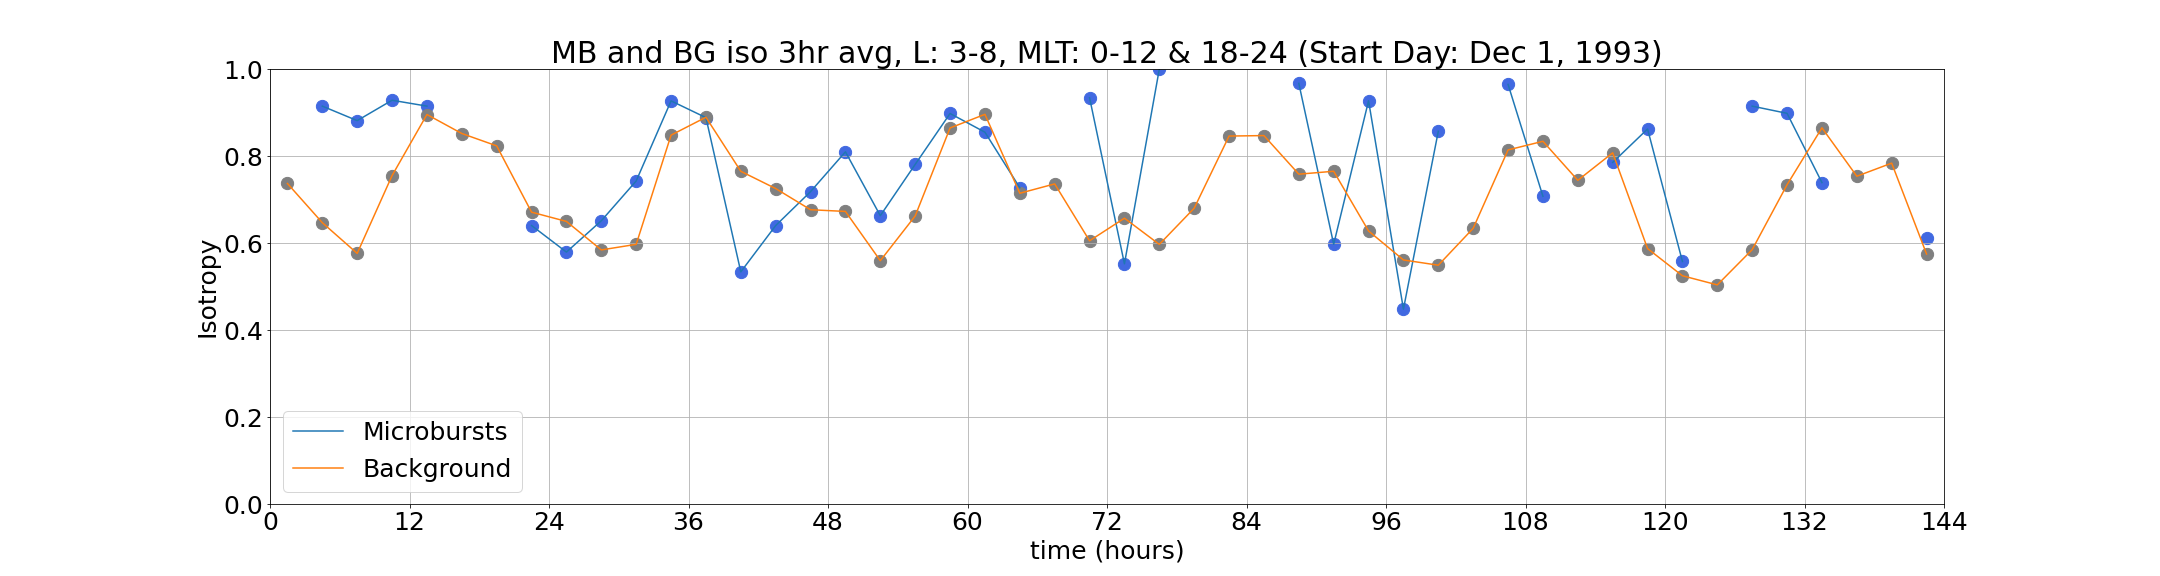 MB and BG iso 3hr avg, L: 3-8, MLT: 0-12 & 18-24 (Start Day: Dec 1, 1993)
1.0
0.8
0.6
0.4
0.2
0.0
Isotropy
Microbursts
Background
0 12 24 36 48 60 72 84 96 108 120 132 144
time (hours)